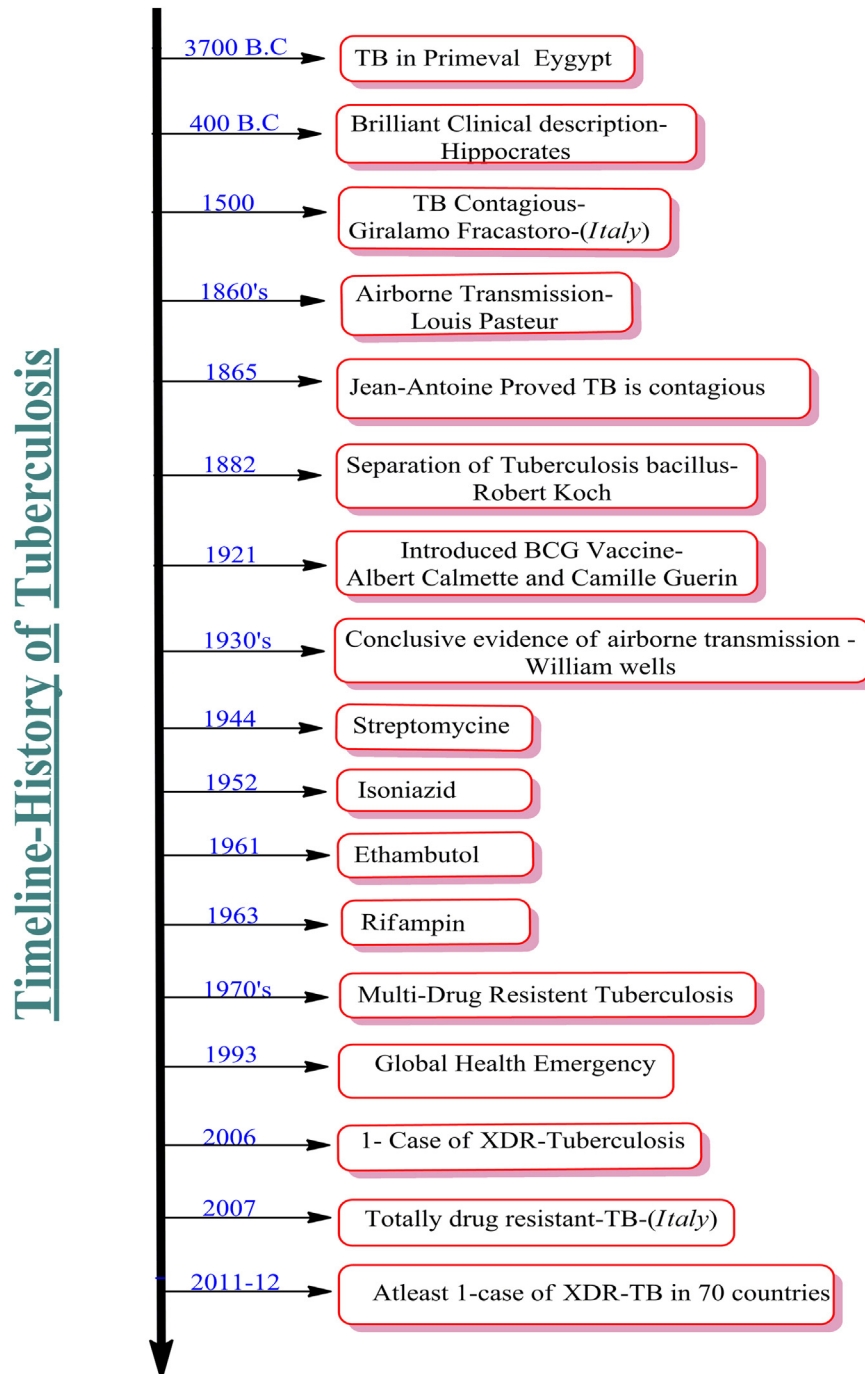 Timeline-History of Tuberculosis
3700 B.C
TB in Primeval Eygypt
400 B.C
Brilliant Clinical description-
Hippocrates
1500
TB Contagious-
Giralamo Fracastoro-(Italy)
1860's
Airborne Transmission-
Louis Pasteur
1865
Jean-Antoine Proved TB is contagious
1882
Separation of Tuberculosis bacillus-
Robert Koch
1921
Introduced BCG Vaccine-
Albert Calmette and Camille Guerin
1930's
Conclusive evidence of airborne transmission -
William wells
1944
Streptomycine
1952
Isoniazid
1961
Ethambutol
1963
Rifampin
1970's
Multi-Drug Resistent Tuberculosis
1993
Global Health Emergency
2006
1- Case of XDR-Tuberculosis
2007
Totally drug resistant-TB-(Italy)
2011-12
Atleast 1-case of XDR-TB in 70 countries